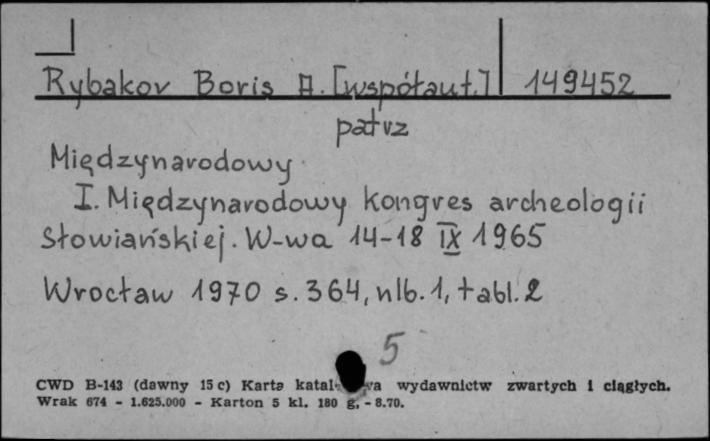 Rybakov Boris A. [współaut.] 149452
patrz
Międzynarodowy
I. Międzynarodowy kongres archeologii
Słowiańskiej. W-wa 14-18 IX 1965
Wrocław 1970 s. 364, nlb. 1, tabl. 2
5
CWD B-143 (dawny 15 c) Karta wydawnictw zwartych i ciągłych.
Wrak 674 - 1.625.000 - Karton 5 kl. 180 g. - 8.70.